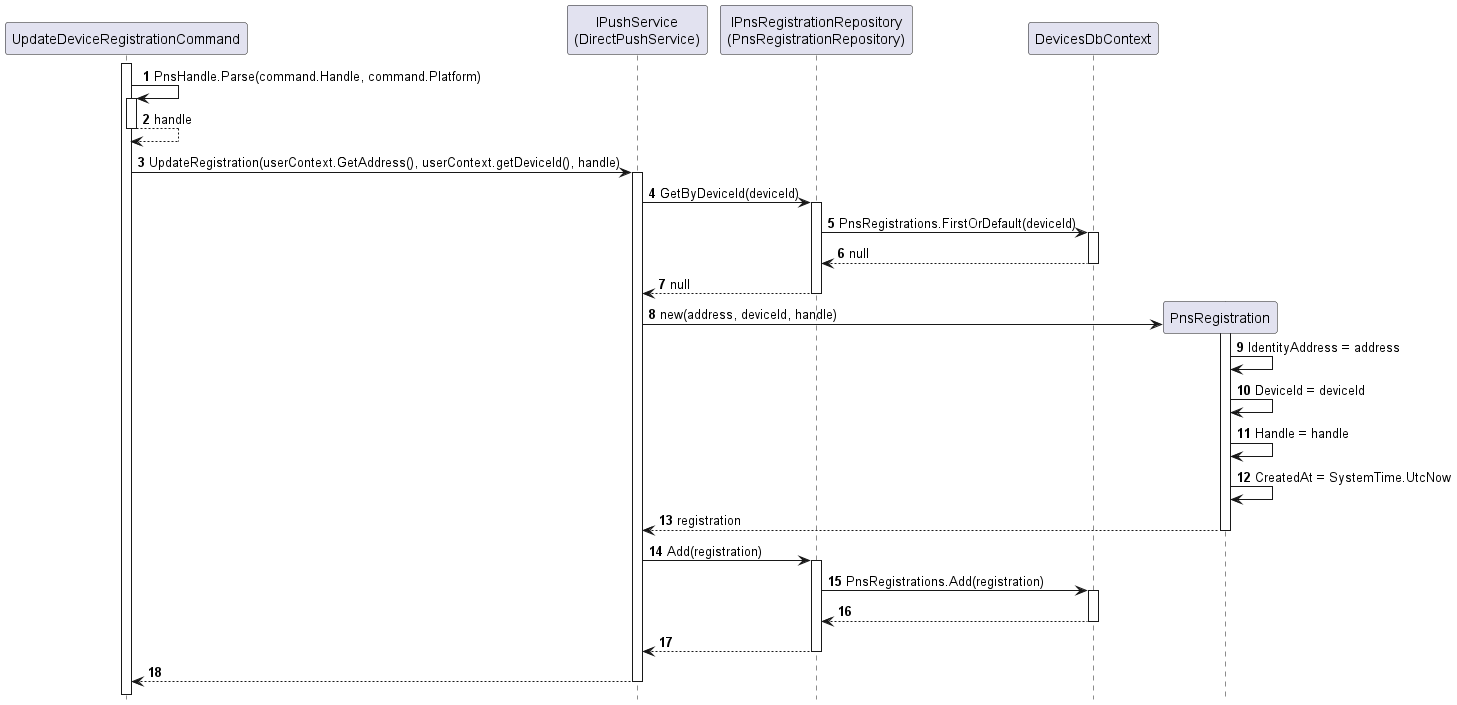 UpdateDeviceRegistrationCommand
IPushService
(DirectPushService)
IPnsRegistrationRepository
(PnsRegistrationRepository)
DevicesDbContext
1 PnsHandle.Parse(command.Handle, command.Platform)
2 handle
3 UpdateRegistration(userContext.GetAddress(), userContext.getDeviceId(), handle)
4 GetByDeviceId(deviceId)
5 PnsRegistrations.FirstOrDefault(deviceId)
6 null
7 null
8 new(address, deviceId, handle)
PnsRegistration
9 IdentityAddress = address
10 DeviceId = deviceId
11 Handle = handle
12 CreatedAt = SystemTime.UtcNow
13 registration
14 Add(registration)
15 PnsRegistrations.Add(registration)
16
17
18